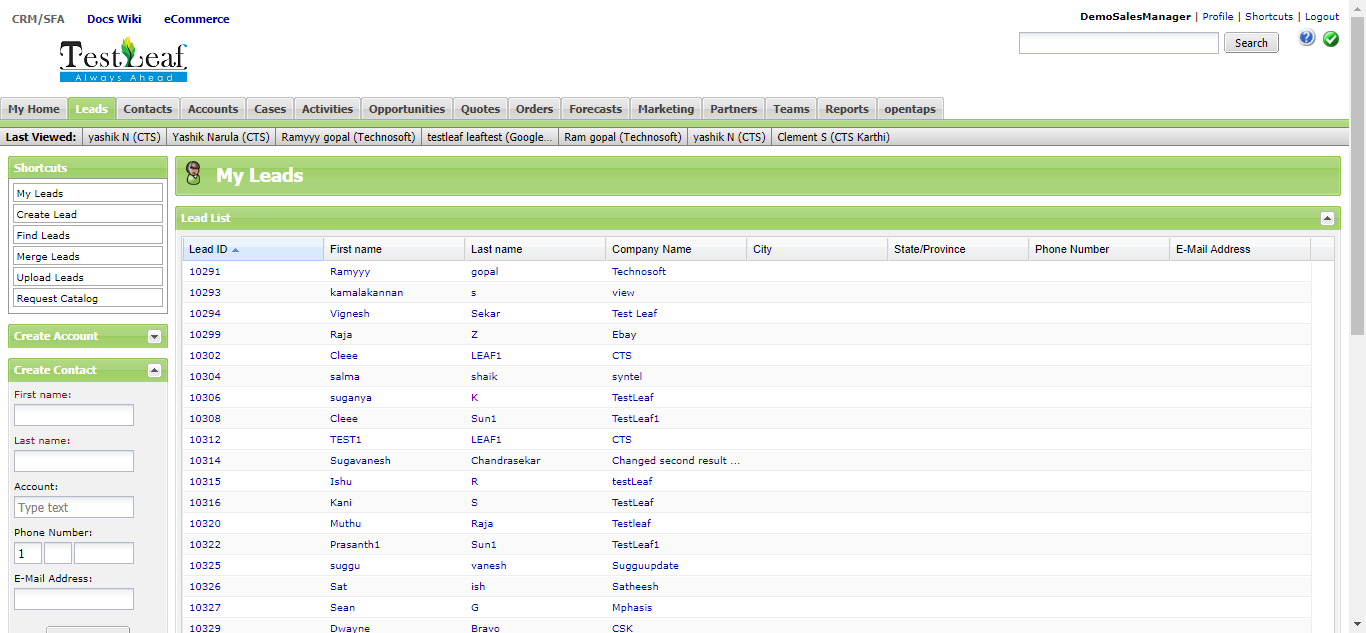 CRM/SFA Docs Wiki eCommerce
DemoSalesManager | Profile | Shortcuts | Logout
TestLeaf
Always Ahead
Search
?
My Home Leads Contacts Accounts Cases Activities Opportunities Quotes Orders Forecasts Marketing Partners Teams Reports opentaps
Last Viewed: yashik N (CTS) Yashik Narula (CTS) Ramyyy gopal (Technosoft) testleaf leaftest (Google... Ram gopal (Technosoft) yashik N (CTS) Clement S (CTS Karthi)
Shortcuts
My Leads
Create Lead
Find Leads
Merge Leads
Upload Leads
Request Catalog
Create Account
Create Contact
First name:
Last name:
Account:
Type text
Phone Number:
1
E-Mail Address:
My Leads
Lead List
Lead ID First name Last name Company Name City State/Province Phone Number E-Mail Address
10291 Ramyyy gopal Technosoft
10293 kamalakannan s view
10294 Vignesh Sekar Test Leaf
10299 Raja Z Ebay
10302 Cleee LEAF1 CTS
10304 salma shaik syntel
10306 suganya K TestLeaf
10308 Cleee Sun1 TestLeaf1
10312 TEST1 LEAF1 CTS
10314 Sugavanesh Chandrasekar Changed second result ...
10315 Ishu R testLeaf
10316 Kani S TestLeaf
10320 Muthu Raja Testleaf
10322 Prasanth1 Sun1 TestLeaf1
10325 suggu vanesh Sugguupdate
10326 Sat ish Satheesh
10327 Sean G Mphasis
10329 Dwayne Bravo CSK